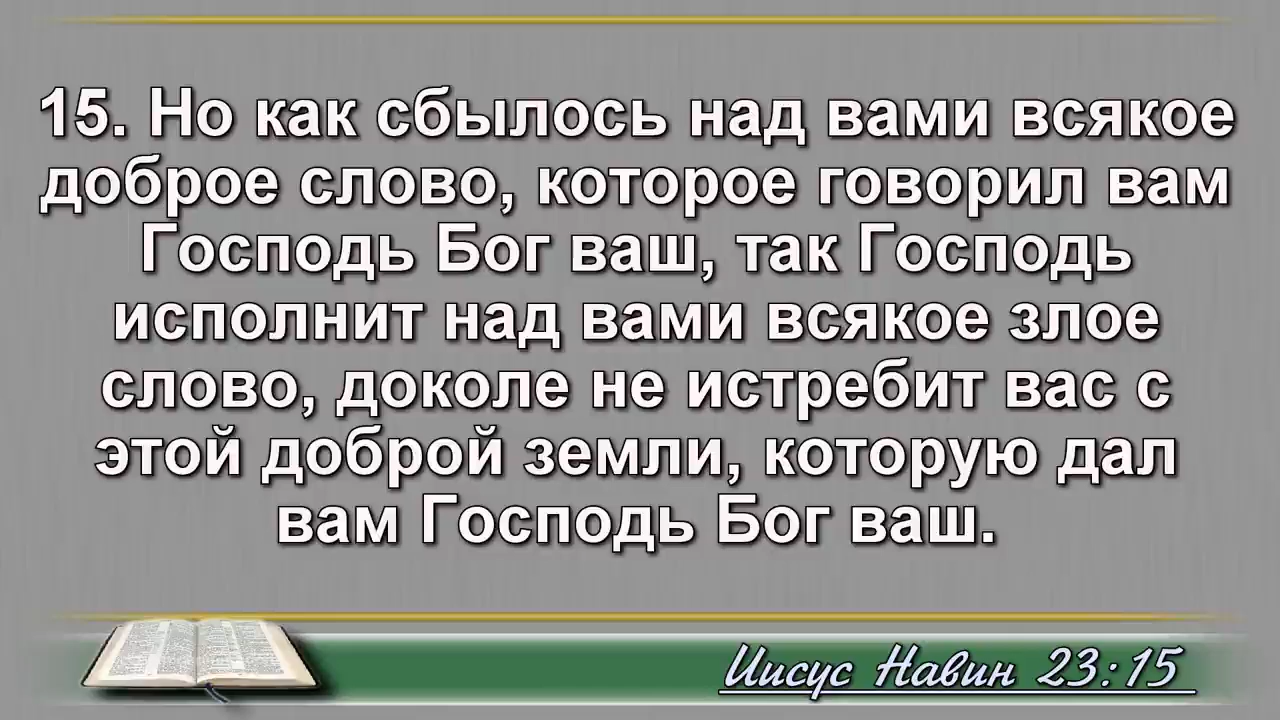 15. Но как сбылось над вами всякое
доброе слово, которое говорил вам
Господь Бог ваш, так Господь
исполнит над вами всякое злое
слово, доколе не истребит вас с
этой доброй земли, которую дал
вам Господь Бог ваш.
Иисус Навин 23:15